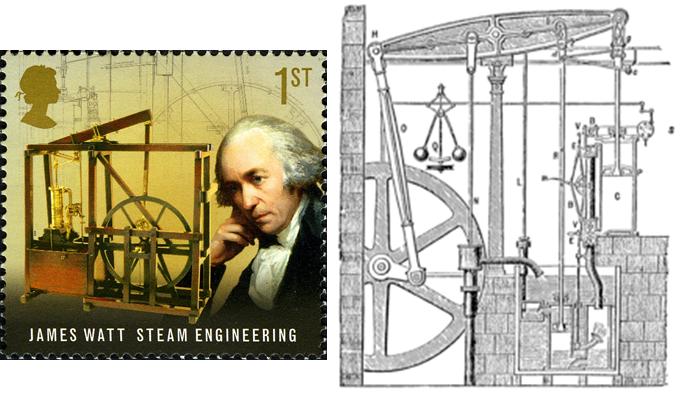 1ST
JAMES WATT STEAM ENGINEERING
H
O
Q
L
N
R
C
B
E
T
S